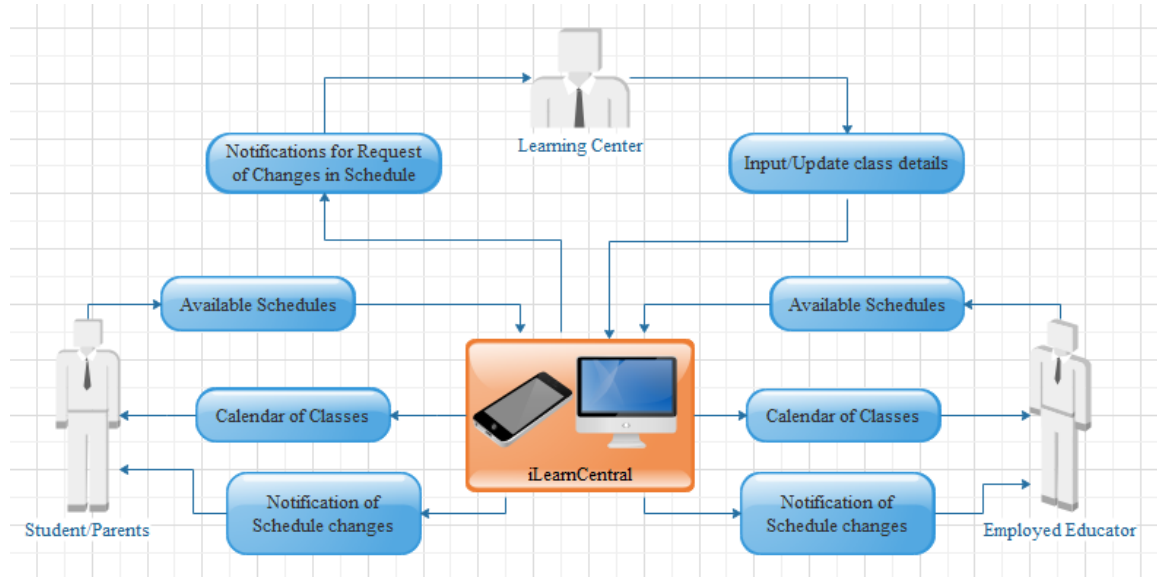 Learning Center
Notifications for Request
of Changes in Schedule
Input/Update class details
Available Schedules
Available Schedules
Calendar of Classes
Calendar of Classes
iLearnCentral
Notification of
Schedule changes
Notification of
Schedule changes
Student/Parents
Employed Educator